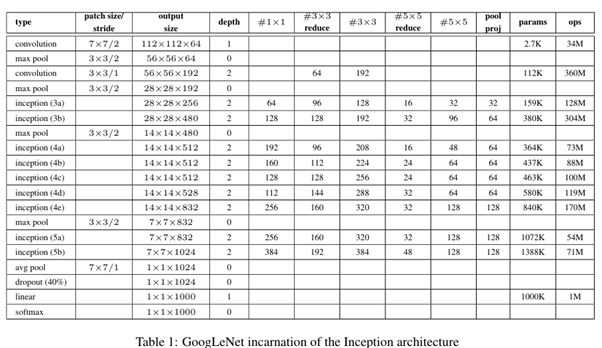 type patch size/ stride output size depth #1×1 #3×3 reduce #3×3 #5×5 reduce #5×5 pool proj params ops
convolution 7×7/2 112×112×64 1 2.7K 34M
max pool 3×3/2 56×56×64 0
convolution 3×3/1 56×56×192 2 64 192 112K 360M
max pool 3×3/2 28×28×192 0
inception (3a) 28×28×256 2 64 96 128 16 32 32 159K 128M
inception (3b) 28×28×480 2 128 128 192 32 96 64 380K 304M
max pool 3×3/2 14×14×480 0
inception (4a) 14×14×512 2 192 96 208 16 48 64 364K 73M
inception (4b) 14×14×512 2 160 112 224 24 64 64 437K 88M
inception (4c) 14×14×512 2 128 128 256 24 64 64 463K 100M
inception (4d) 14×14×528 2 112 144 288 32 64 64 580K 119M
inception (4e) 14×14×832 2 256 160 320 32 128 128 840K 170M
max pool 3×3/2 7×7×832 0
inception (5a) 7×7×832 2 256 160 320 32 128 128 1072K 54M
inception (5b) 7×7×1024 2 384 192 384 48 128 128 1388K 71M
avg pool 7×7/1 1×1×1024 0
dropout (40%) 1×1×1024 0
linear 1×1×1000 1 1000K 1M
softmax 1×1×1000 0
Table 1: GoogLeNet incarnation of the Inception architecture